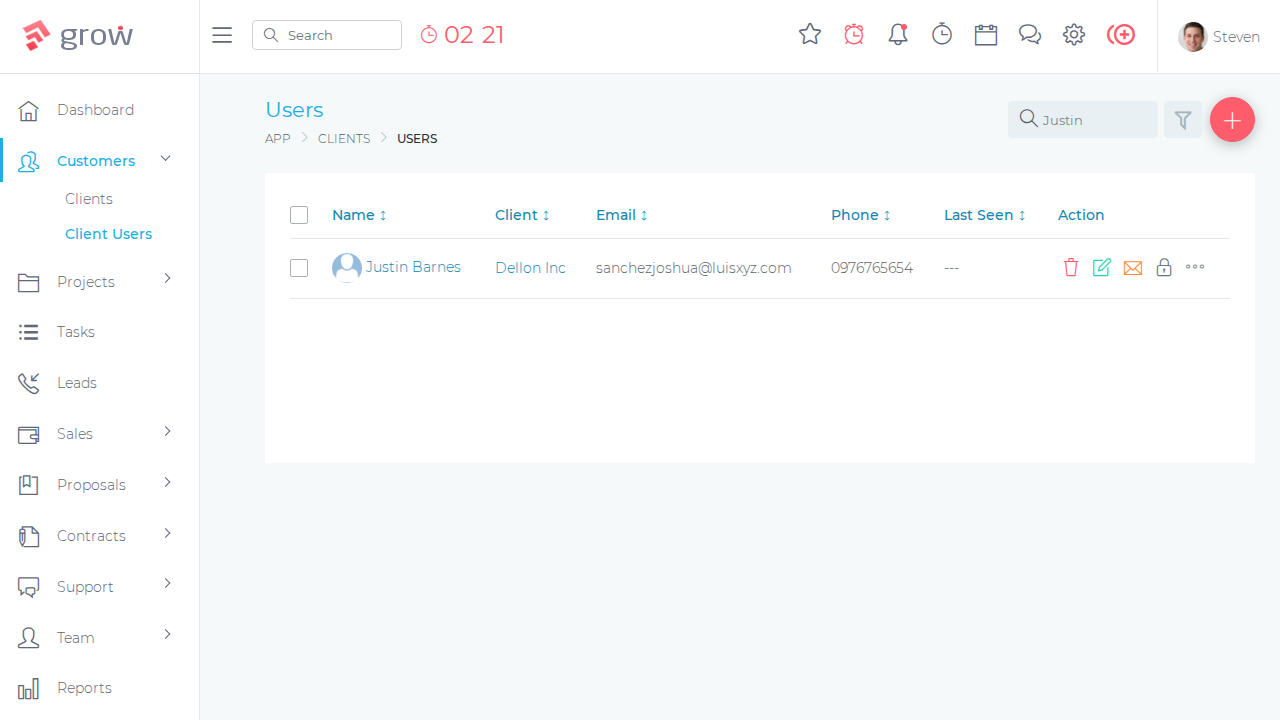 grow
Search
02 21
Steven
Dashboard
Customers
Clients
Client Users
Projects
Tasks
Leads
Sales
Proposals
Contracts
Support
Team
Reports
Users
APP
CLIENTS
USERS
Justin
Name
Client
Email
Phone
Last Seen
Action
Justin Barnes
Dellon Inc
sanchezjoshua@luisxyz.com
0976765654
---